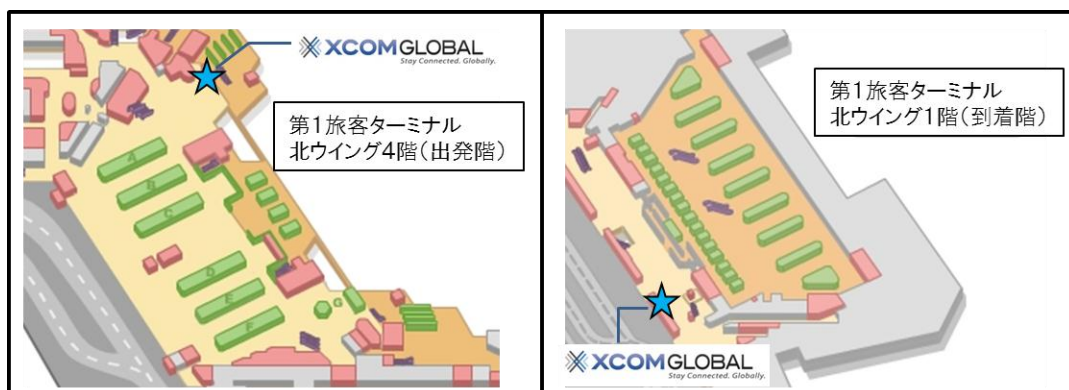 XCOMGLOBAL
Stay Connected. Globally.
第1旅客ターミナル
北ウイング4階(出発階)
A
B
C
D
E
F
G
第1旅客ターミナル
北ウイング1階(到着階)
XCOMGLOBAL
Stay Connected. Globally.